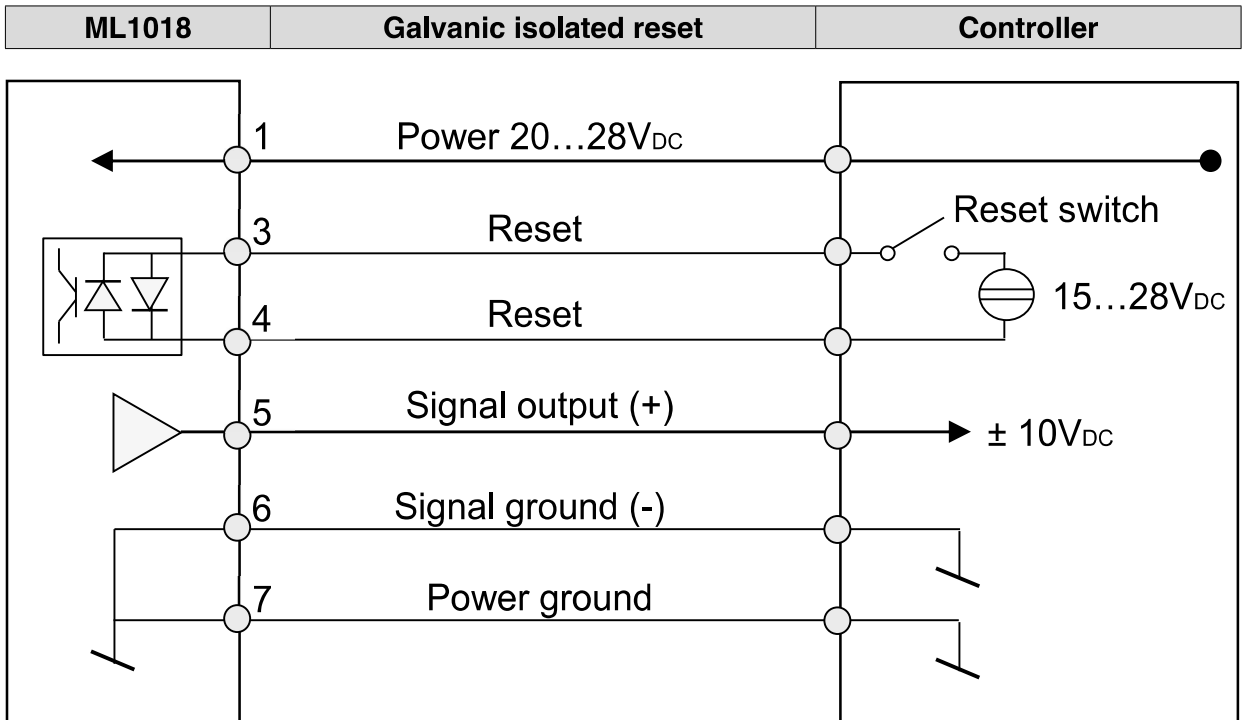 ML1018 Galvanic isolated reset Controller
1 Power 20...28VDC
Reset switch
3 Reset
15...28VDC
4 Reset
5 Signal output (+)
± 10VDC
6 Signal ground (-)
7 Power ground